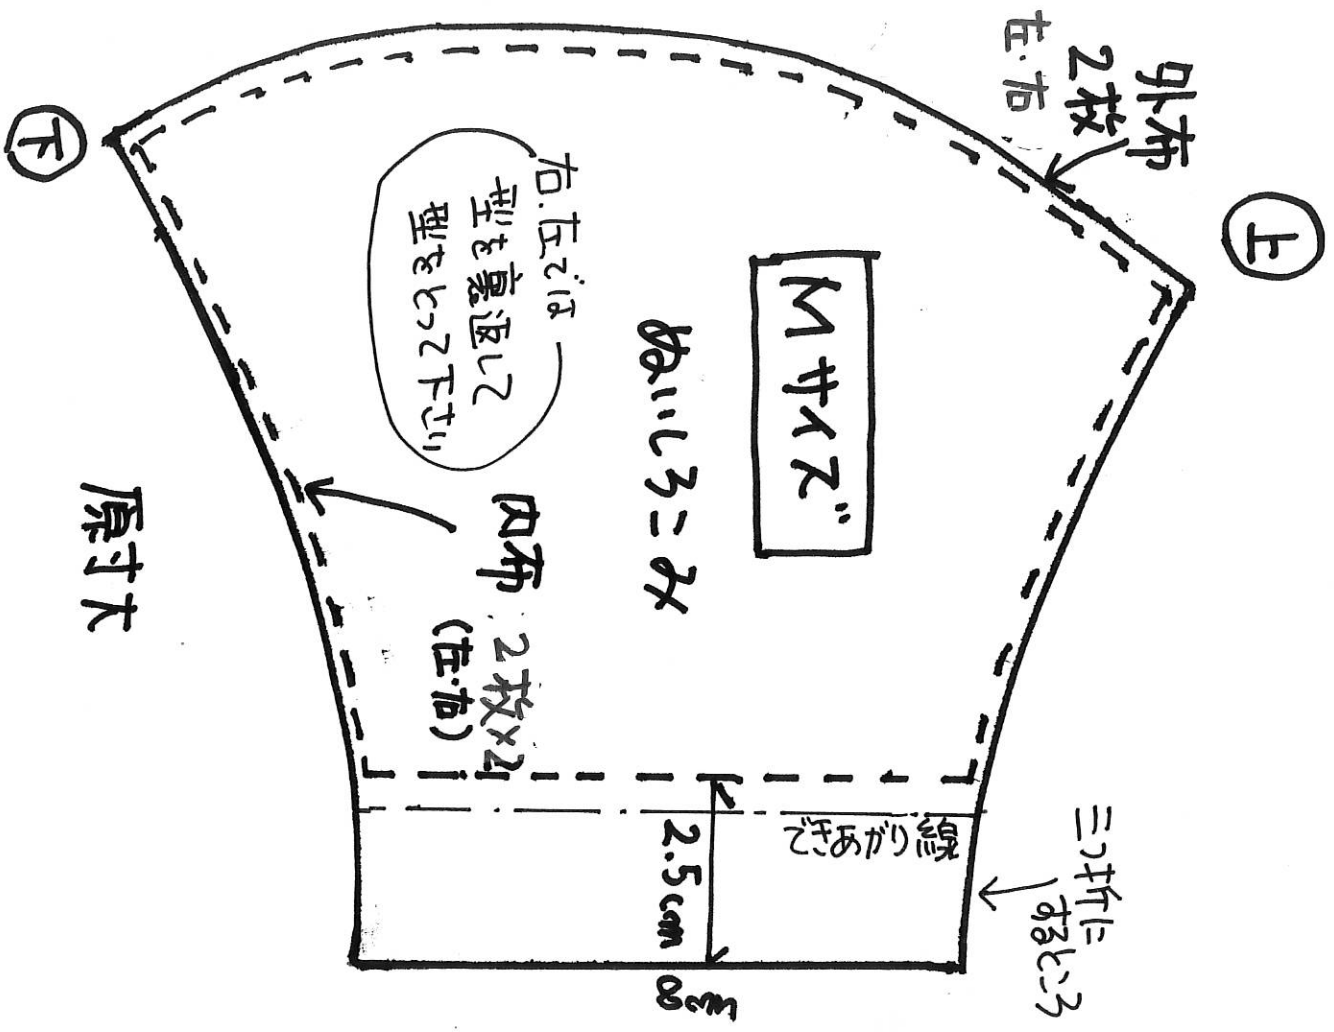 外布
2枚
左・右
上
下
Mサイズ
ぬいしろこみ
右.左では
型を裏返して
型をとって下さい
内布 2枚×2
(左・右)
原寸大
できあがり線
2.5cm
三つ折に
するところ